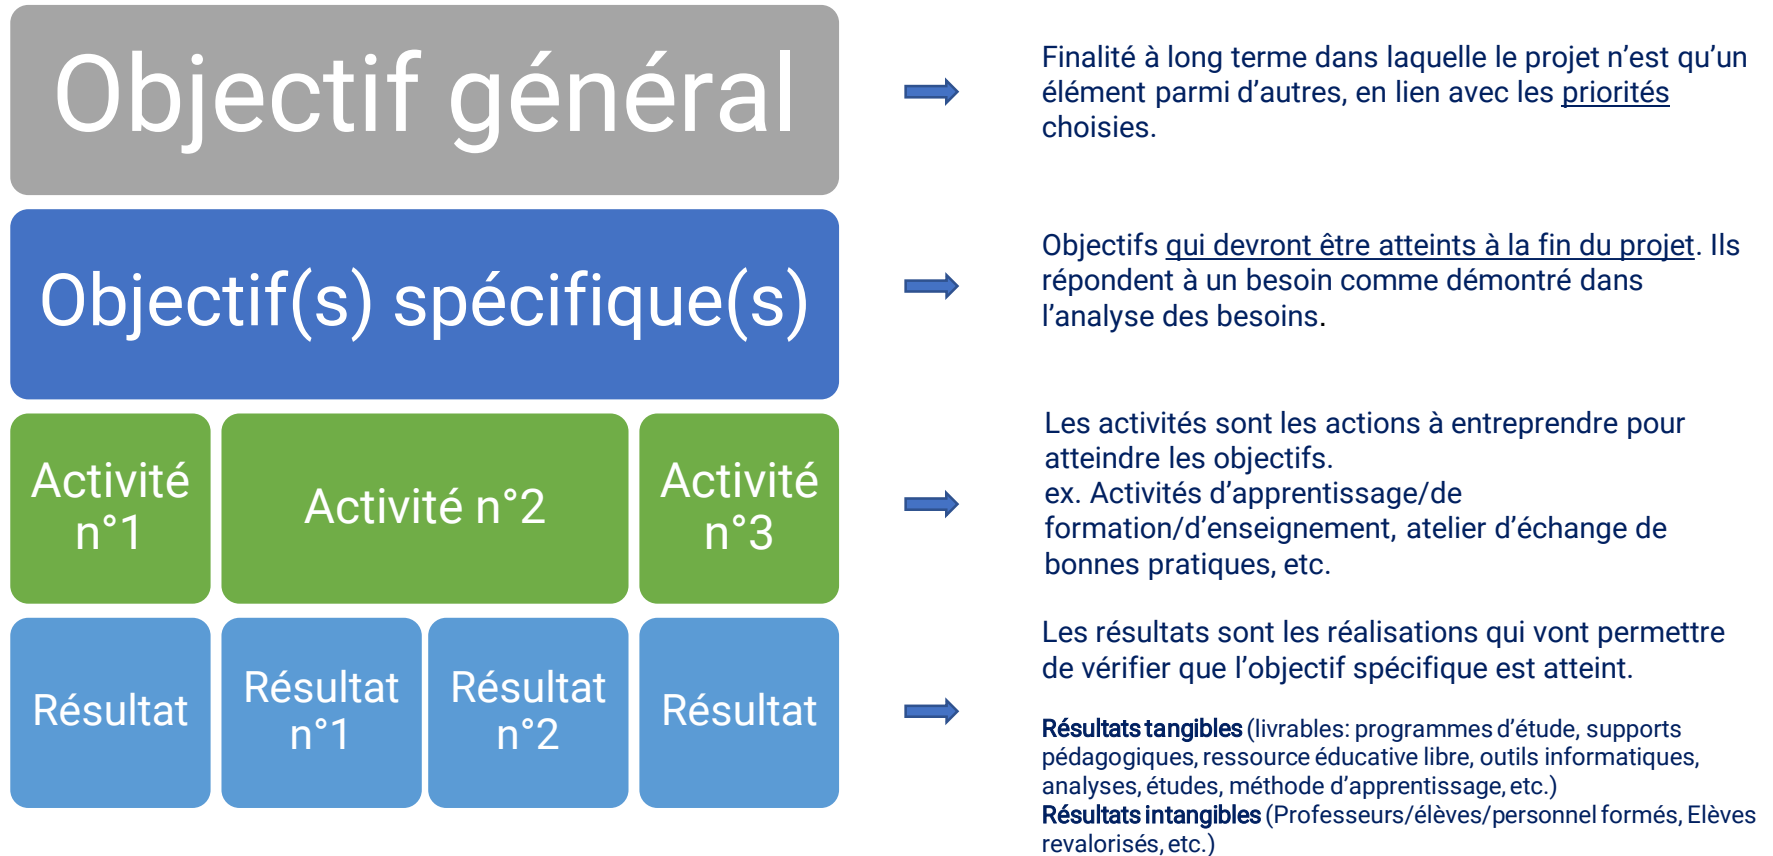 Objectif général
Finalité à long terme dans laquelle le projet n’est qu’un
élément parmi d’autres, en lien avec les priorités
choisies.
Objectif(s) spécifique(s)
Objectifs qui devront être atteints à la fin du projet. Ils
répondent à un besoin comme démontré dans
l’analyse des besoins.
Activité
n°1
Activité n°2
Activité
n°3
Les activités sont les actions à entreprendre pour
atteindre les objectifs.
ex. Activités d’apprentissage/de
formation/d’enseignement, atelier d’échange de
bonnes pratiques, etc.
Résultat
Résultat
n°1
Résultat
n°2
Résultat
Les résultats sont les réalisations qui vont permettre
de vérifier que l’objectif spécifique est atteint.
Résultats tangibles (livrables: programmes d’étude, supports
pédagogiques, ressource éducative libre, outils informatiques,
analyses, études, méthode d’apprentissage, etc.)
Résultats intangibles (Professeurs/élèves/personnel formés, Elèves
revalorisés, etc.)